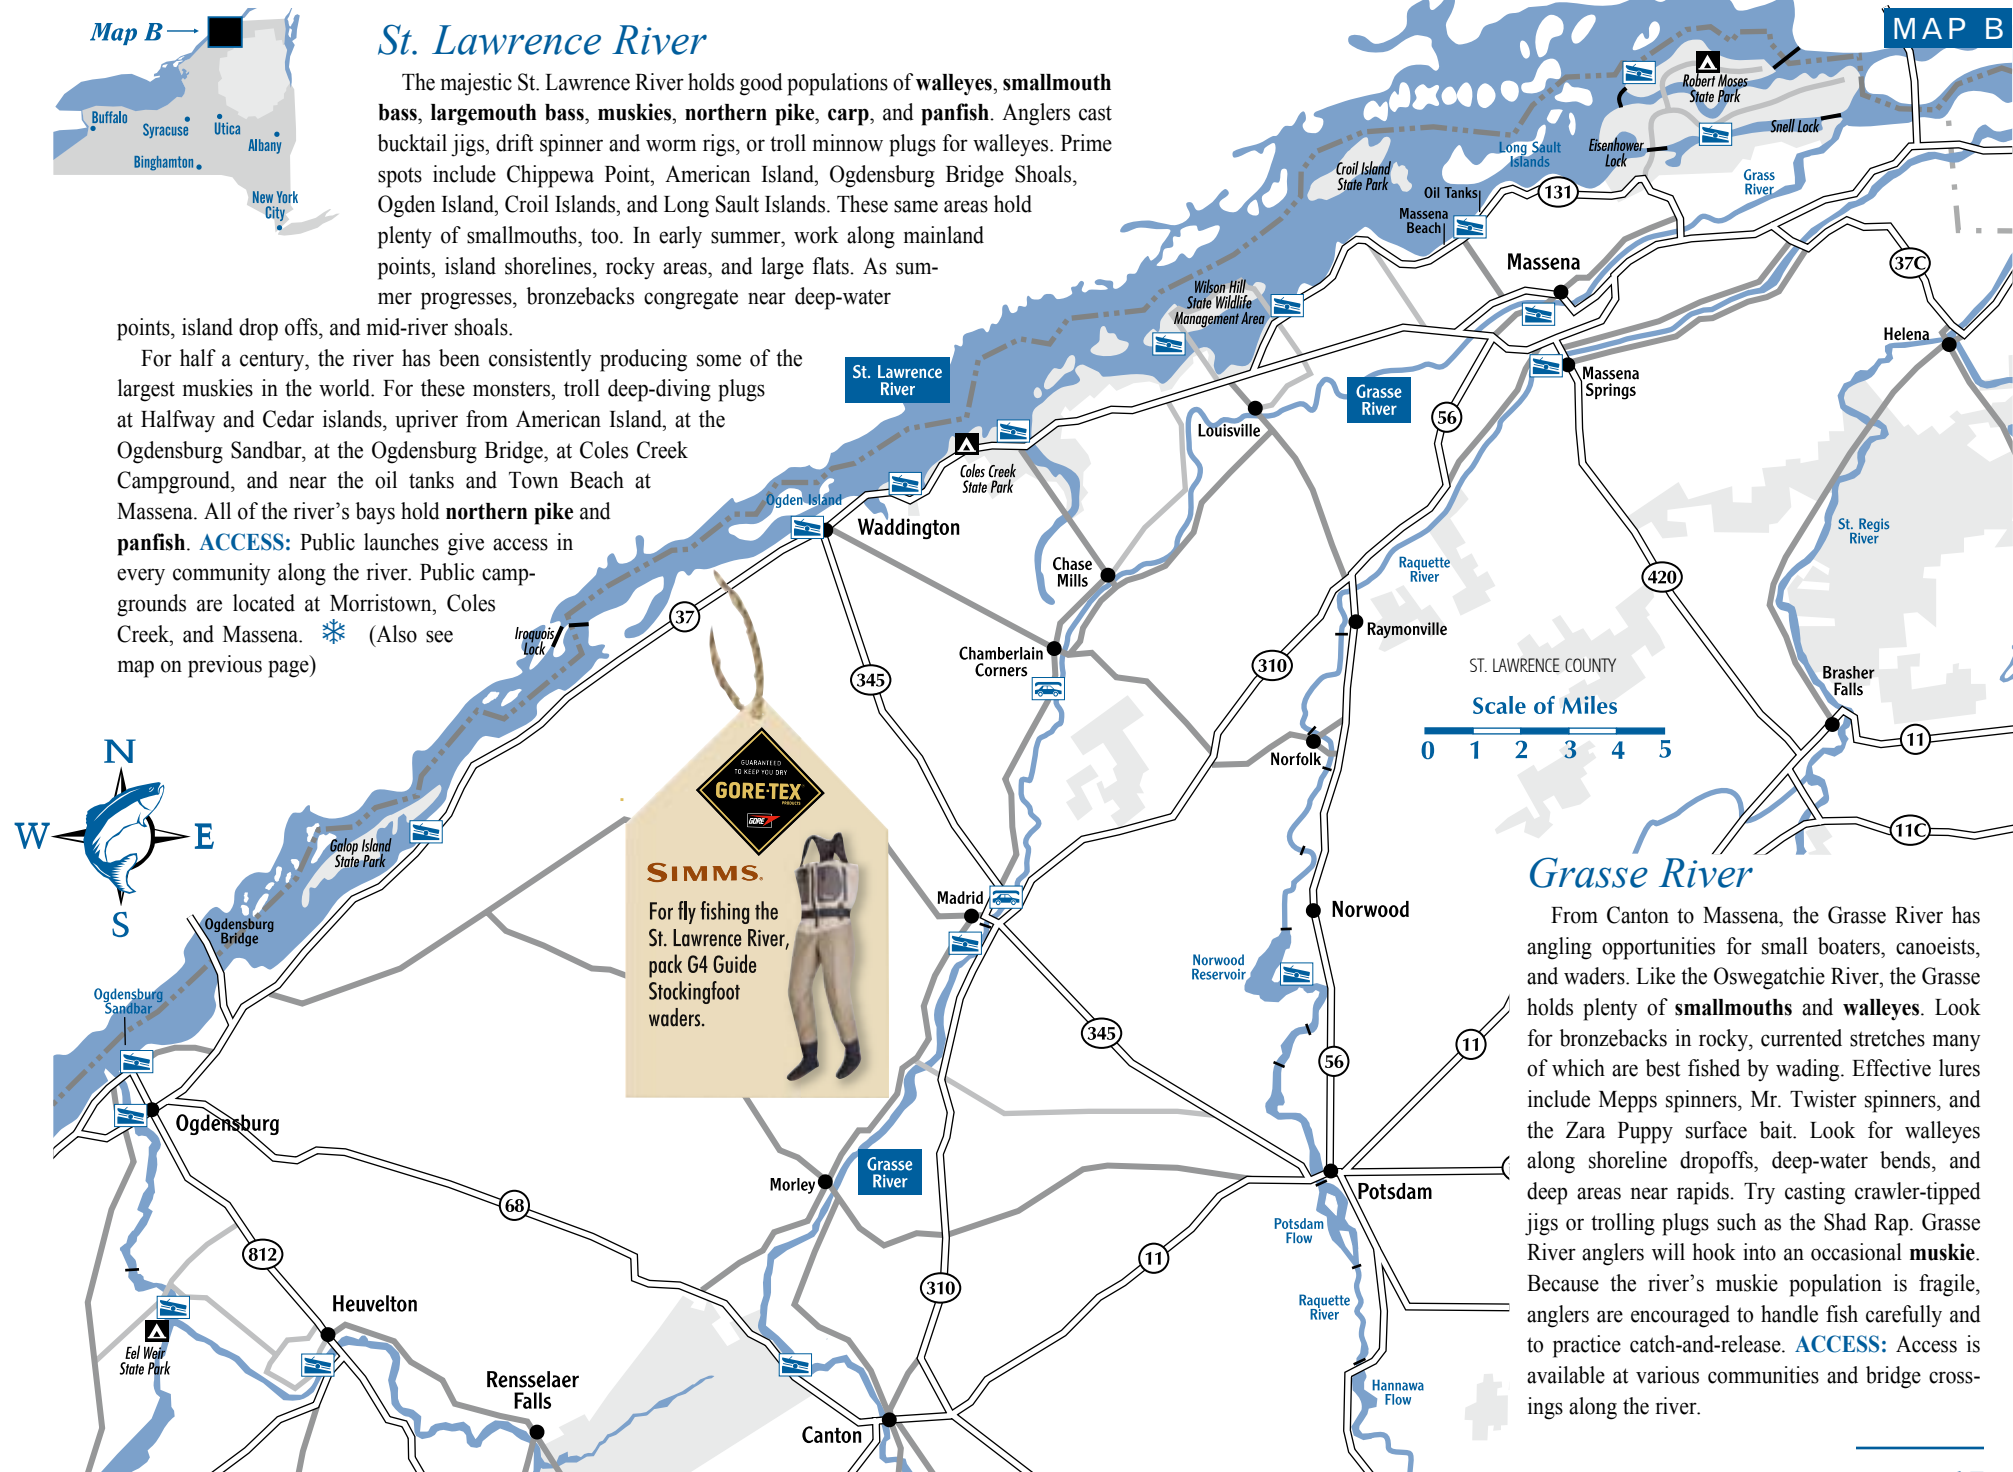 MAP B
Map B
Buffalo
Syracuse
Utica
Albany
Binghamton
New York
City
St. Lawrence River
The majestic St. Lawrence River holds good populations of walleyes, smallmouth
bass, largemouth bass, muskies, northern pike, carp, and panfish. Anglers cast
bucktail jigs, drift spinner and worm rigs, or troll minnow plugs for walleyes. Prime
spots include Chippewa Point, American Island, Ogdensburg Bridge Shoals,
Ogden Island, Croil Islands, and Long Sault Islands. These same areas hold
plenty of smallmouths, too. In early summer, work along mainland
points, island shorelines, rocky areas, and large flats. As sum-
mer progresses, bronzebacks congregate near deep-water
points, island drop offs, and mid-river shoals.
For half a century, the river has been consistently producing some of the
largest muskies in the world. For these monsters, troll deep-diving plugs
at Halfway and Cedar islands, upriver from American Island, at the
Ogdensburg Sandbar, at the Ogdensburg Bridge, at Coles Creek
Campground, and near the oil tanks and Town Beach at
Massena. All of the river's bays hold northern pike and
panfish. ACCESS: Public launches give access in
every community along the river. Public camp-
grounds are located at Morristown, Coles
Creek, and Massena. (Also see
map on previous page)
Robert Moses
State Park
Snell Lock
Eisenhower
Lock
Long Sault
Islands
Grass
River
Croil Island
State Park
Oil Tanks
131
Massena
Beach
Massena
37C
Wilson Hill
State Wildlife
Management Area
Helena
St. Lawrence
River
Massena
Springs
Grasse
River
56
Louisville
Coles Creek
State Park
Ogden Island
Waddington
St. Regis
River
Chase
Mills
Raquette
River
420
37
Iroquois
Lock
Raymonville
Chamberlain
Corners
310
345
ST. LAWRENCE COUNTY
Scale of Miles
0 1 2 3 4 5
Brasher
Falls
11
Norfolk
11C
N
W
E
S
Galop Island
State Park
GUARANTEED
TO KEEP YOU DRY
GORE-TEX
PRODUCTS
GORE
SIMMS.
For fly fishing the
St. Lawrence River,
pack G4 Guide
Stockingfoot
waders.
Madrid
Norwood
Ogdensburg
Bridge
Norwood
Reservoir
Ogdensburg
Sandbar
345
56
11
Ogdensburg
Grasse
River
Morley
Potsdam
68
Potsdam
Flow
812
11
310
Raquette
River
Heuvelton
Eel Weir
State Park
Rensselaer
Falls
Hannawa
Flow
Canton
Grasse River
From Canton to Massena, the Grasse River has
angling opportunities for small boaters, canoeists,
and waders. Like the Oswegatchie River, the Grasse
holds plenty of smallmouths and walleyes. Look
for bronzebacks in rocky, currented stretches many
of which are best fished by wading. Effective lures
include Mepps spinners, Mr. Twister spinners, and
the Zara Puppy surface bait. Look for walleyes
along shoreline dropoffs, deep-water bends, and
deep areas near rapids. Try casting crawler-tipped
jigs or trolling plugs such as the Shad Rap. Grasse
River anglers will hook into an occasional muskie.
Because the river's muskie population is fragile,
anglers are encouraged to handle fish carefully and
to practice catch-and-release. ACCESS: Access is
available at various communities and bridge cross-
ings along the river.